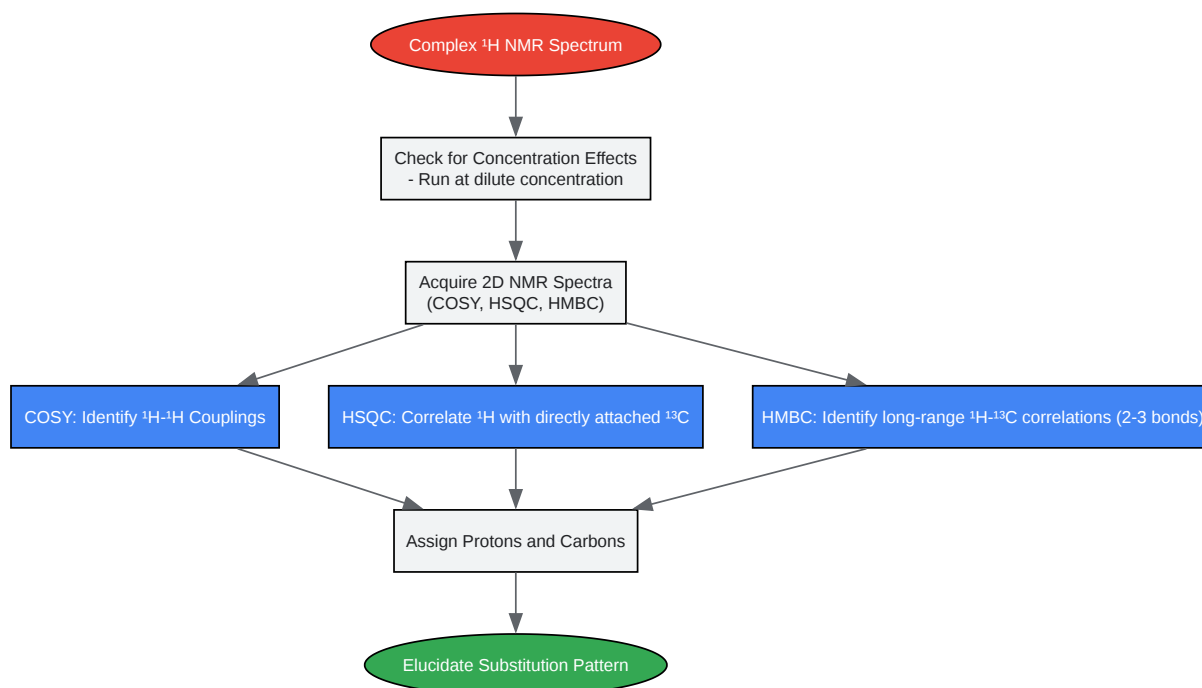 Complex ¹H NMR Spectrum
Check for Concentration Effects
- Run at dilute concentration
Acquire 2D NMR Spectra
(COSY, HSQC, HMBC)
COSY: Identify ¹H-¹H Couplings
HSQC: Correlate ¹H with directly attached ¹³C
HMBC: Identify long-range ¹H-¹³C correlations (2-3 bonds)
Assign Protons and Carbons
Elucidate Substitution Pattern